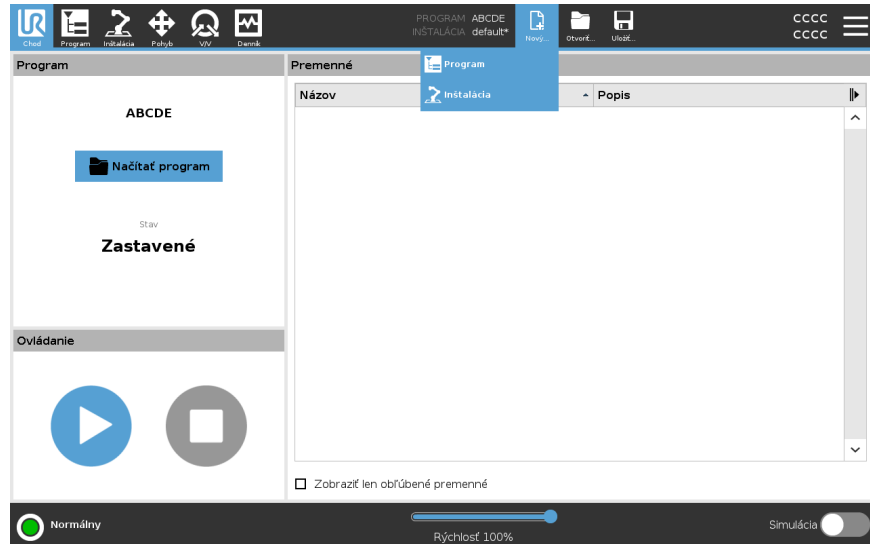 UR
Chod
Program
Inštalácia
Pohyb
V/V
Denník
PROGRAM ABCDE
INŠTALÁCIA default*
Nový...
Otvoriť...
Uložiť...
CCCC
CCCC
Program
Inštalácia
Program
ABCDE
Načítať program
Stav
Zastavené
Ovládanie
Premenné
Názov
Popis
Zobraziť len obľúbené premenné
Normálny
Rýchlosť 100%
Simulácia